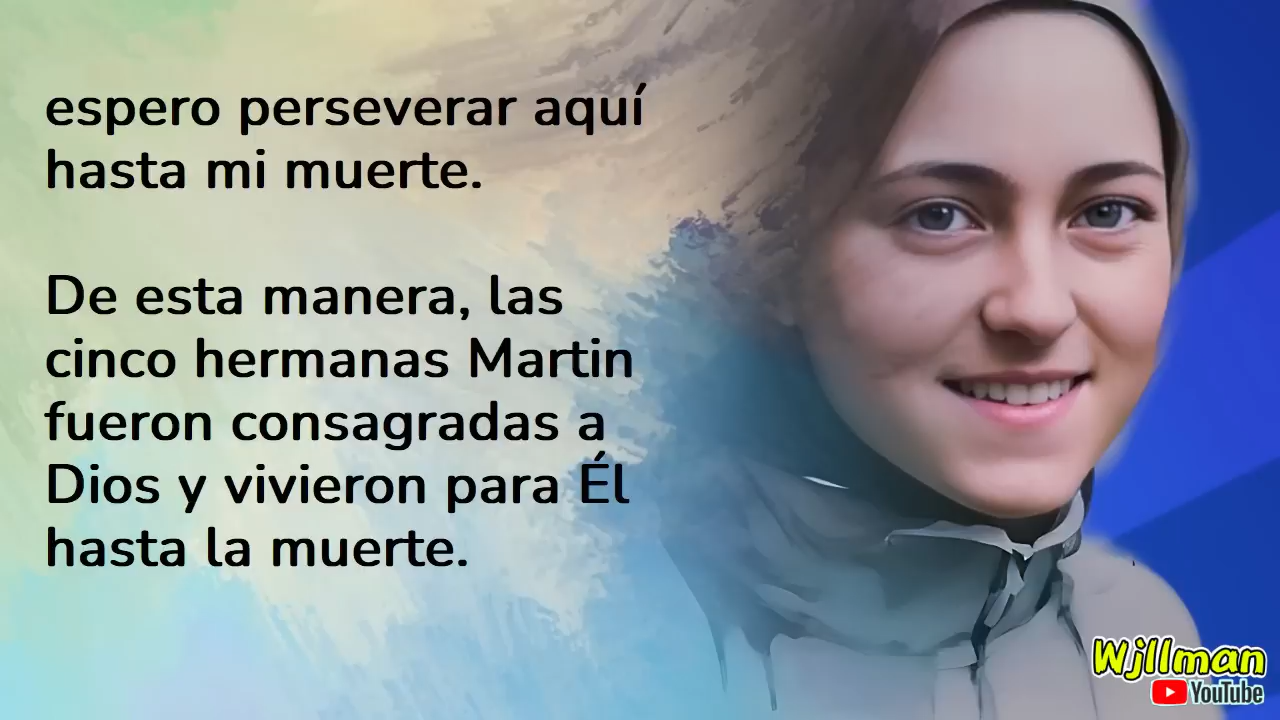 espero perseverar aquí
hasta mi muerte.
De esta manera, las
cinco hermanas Martin
fueron consagradas a
Dios y vivieron para Él
hasta la muerte.
Wjllman
YouTube